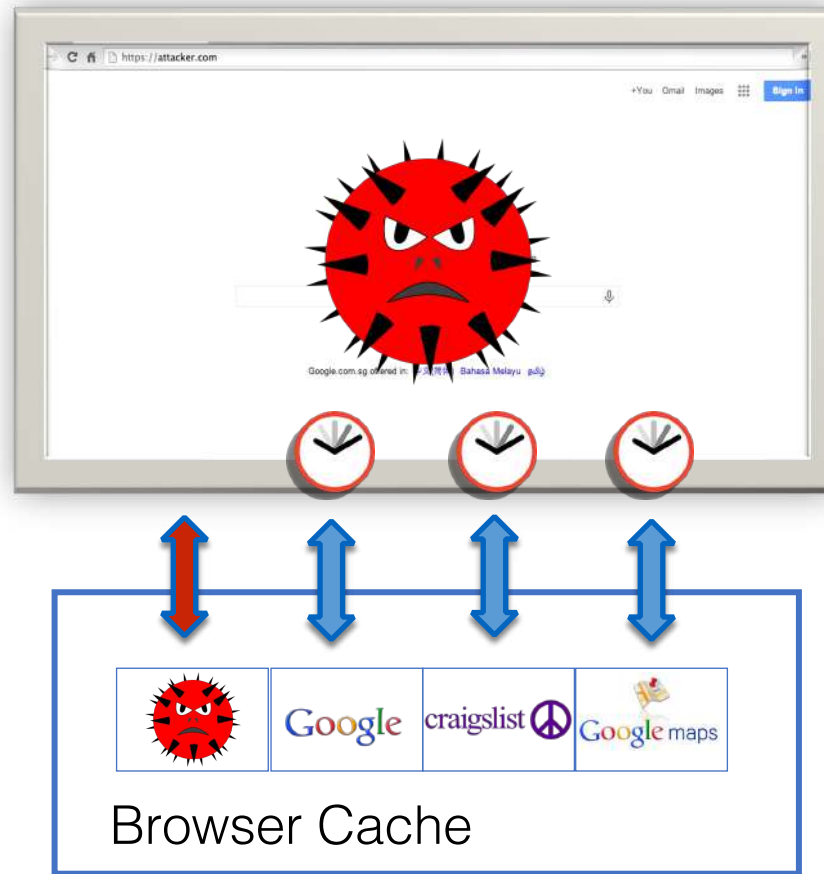 https://attacker.com
+You Gmail Images Sign In
Google.com.sg offered in: Bahasa Melayu தமிழ்
Google
craigslist
Google maps
Browser Cache